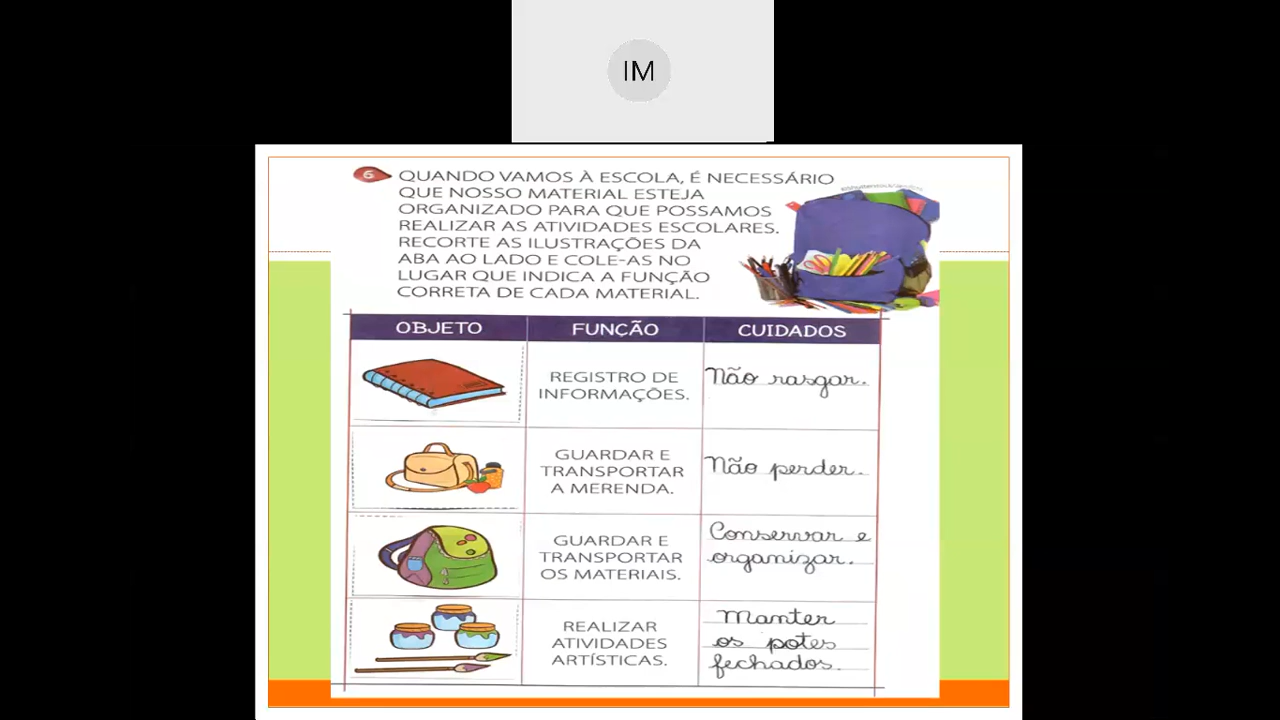 IM
6 QUANDO VAMOS À ESCOLA, É NECESSÁRIO
QUE NOSSO MATERIAL ESTEJA
ORGANIZADO PARA QUE POSSAMOS
REALIZAR AS ATIVIDADES ESCOLARES.
RECORTE AS ILUSTRAÇÕES DA
ABA AO LADO E COLE-AS NO
LUGAR QUE INDICA A FUNÇÃO
CORRETA DE CADA MATERIAL.
OBJETO FUNÇÃO CUIDADOS
REGISTRO DE
INFORMAÇÕES.
Não rasgar.
GUARDAR E
TRANSPORTAR
A MERENDA.
Não perder.
GUARDAR E
TRANSPORTAR
OS MATERIAIS.
Conservar e
organizar.
REALIZAR
ATIVIDADES
ARTÍSTICAS.
Manter
os potes
fechados.